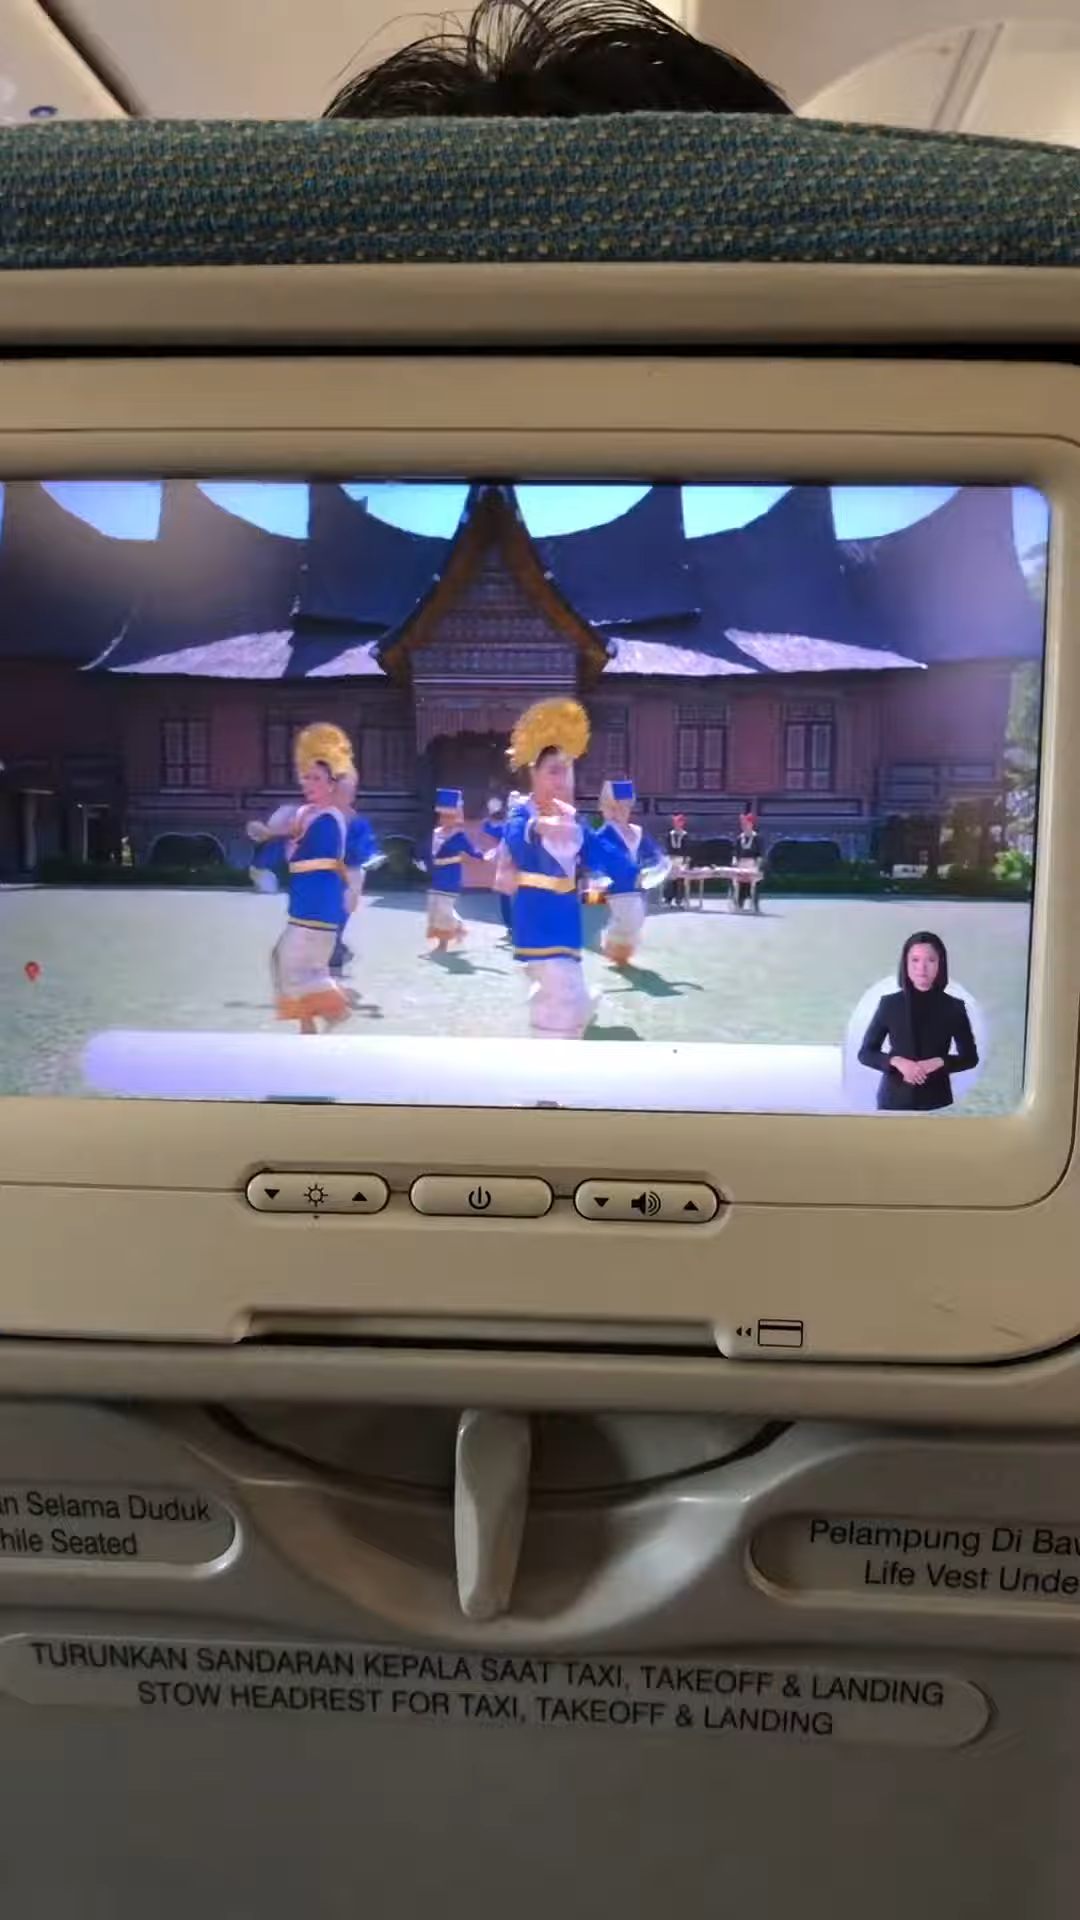 n Selama Duduk
hile Seated
Pelampung Di Ba
Life Vest Unde
TURUNKAN SANDARAN KEPALA SAAT TAXI, TAKEOFF & LANDING
STOW HEADREST FOR TAXI, TAKEOFF & LANDING